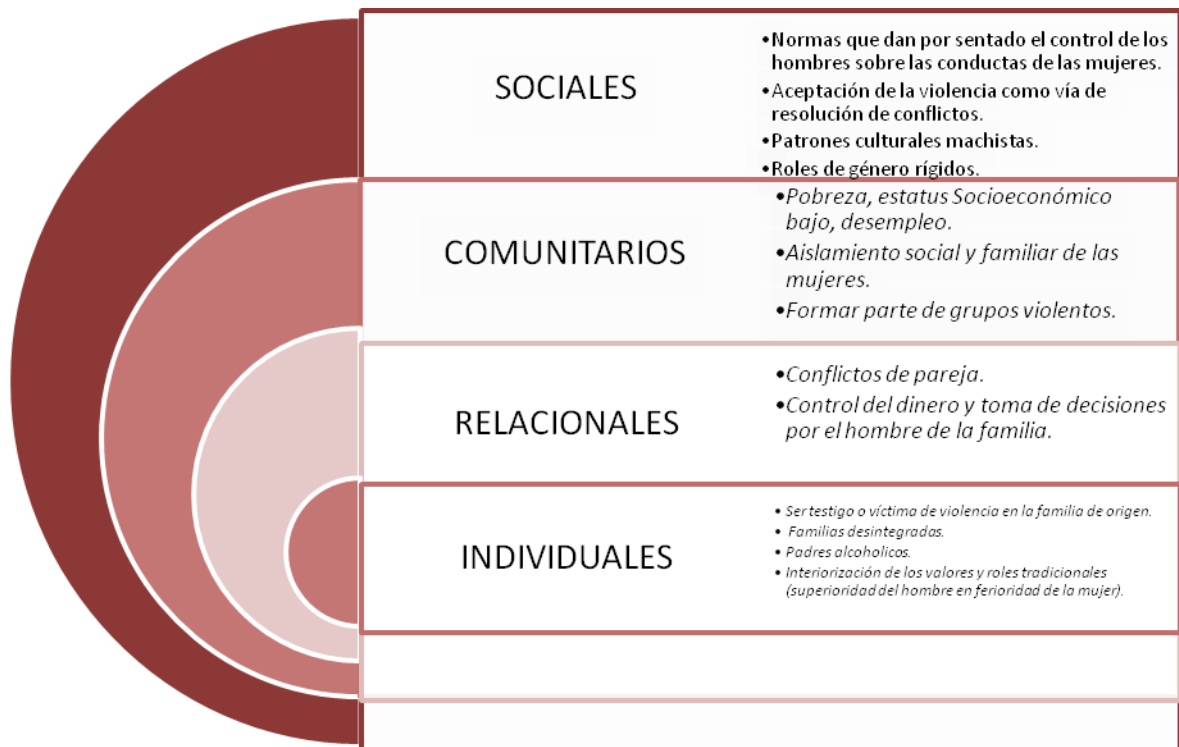 SOCIALES
•Normas que dan por sentado el control de los
hombres sobre las conductas de las mujeres.
•Aceptación de la violencia como vía de
resolución de conflictos.
•Patrones culturales machistas.
•Roles de género rígidos.
COMUNITARIOS
•Pobreza, estatus Socioeconómico
bajo, desempleo.
•Aislamiento social y familiar de las
mujeres.
•Formar parte de grupos violentos.
RELACIONALES
•Conflictos de pareja.
•Control del dinero y toma de decisiones
por el hombre de la familia.
INDIVIDUALES
• Ser testigo o víctima de violencia en la familia de origen.
• Familias desintegradas.
• Padres alcoholicos.
• Interiorización de los valores y roles tradicionales
(superioridad del hombre en ferioridad de la mujer).